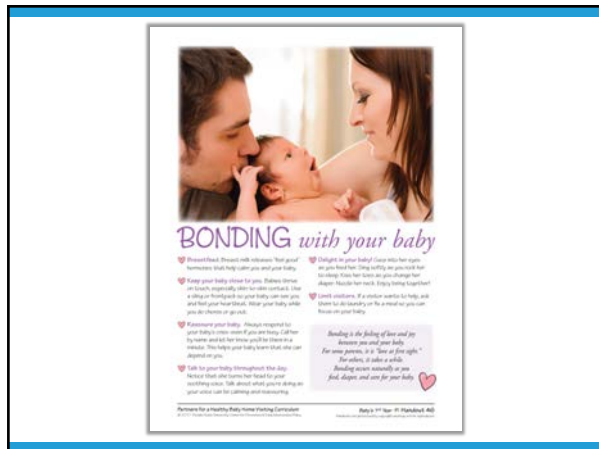 BONDING with your baby
Breastfeed. Breast milk releases "feel good"
hormones that help calm you and your baby.
Keep your baby close to you. Babies thrive
on touch, especially skin to skin contact. Use
a sling or frontpack so your baby can see you
and feel your heartbeat. Wear your baby while
you do chores or go out.
Reassure your baby. Always respond to
your baby's cries-even if you are busy. Call her
by name and let her know you'll be there in a
minute. This helps your baby learn that she can
depend on you.
Talk to your baby throughout the day.
Notice that she turns her head to your
soothing voice. Talk about what you're doing as
your voice can be calming and reassuring.
Delight in your baby! Gaze into her eyes
as you feed her. Sing softly as you rock her
to sleep. Kiss her toes as you change her
diaper. Nuzzle her neck. Enjoy being together!
Limit visitors. If a visitor wants to help, ask
them to do laundry or fix a meal so you can
focus on your baby.
Bonding is the feeling of love and joy
between you and your baby.
For some parents, it is "love at first sight."
For others, it takes a while.
Bonding occurs naturally as you
feed, diaper, and care for your baby.
Partners for a Healthy Baby Home Visiting Curriculum
Baby's 1st Year Handout 40